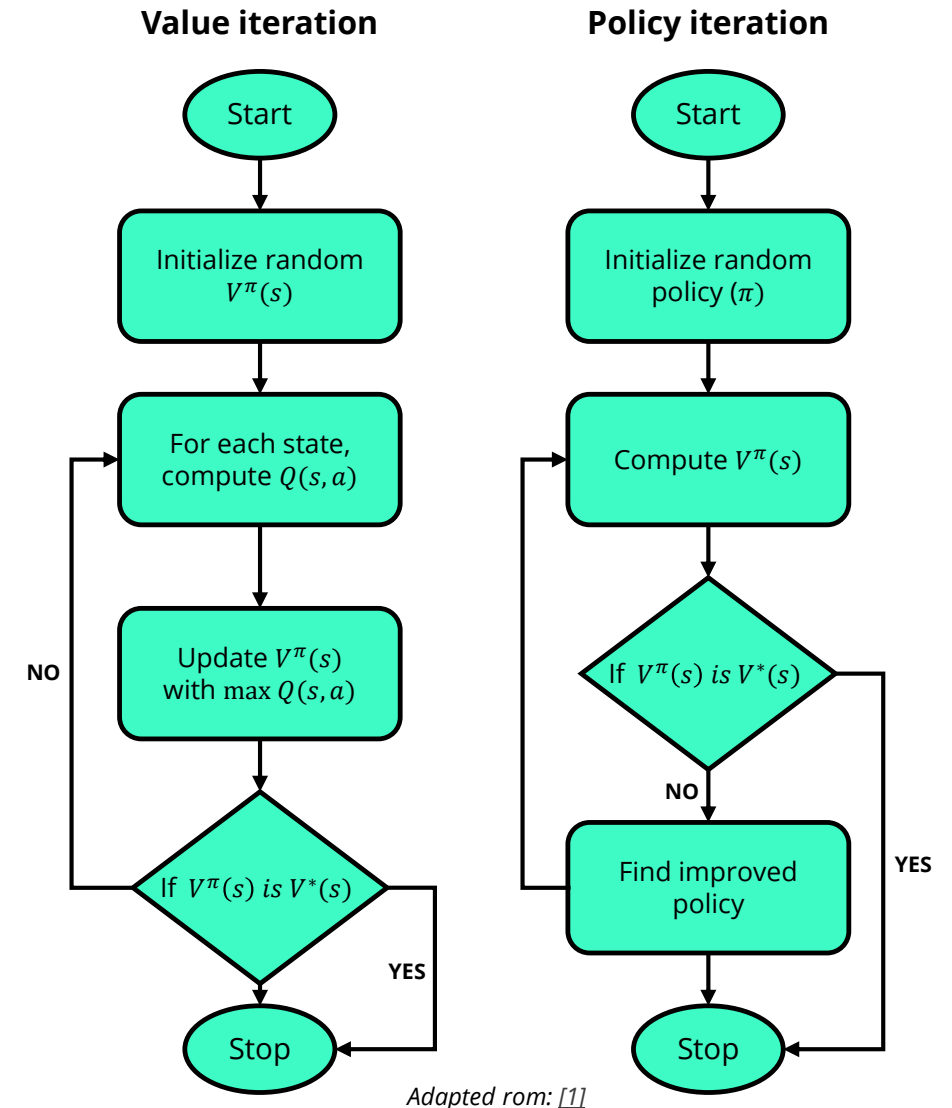 Value iteration
Start
Initialize random
V^π(s)
For each state,
compute Q(s, a)
Update V^π(s)
with max Q(s, a)
NO
If V^π(s) is V*(s)
YES
Stop
Policy iteration
Start
Initialize random
policy (π)
Compute V^π(s)
If V^π(s) is V*(s)
NO
YES
Find improved
policy
Stop
Adapted rom: [1]